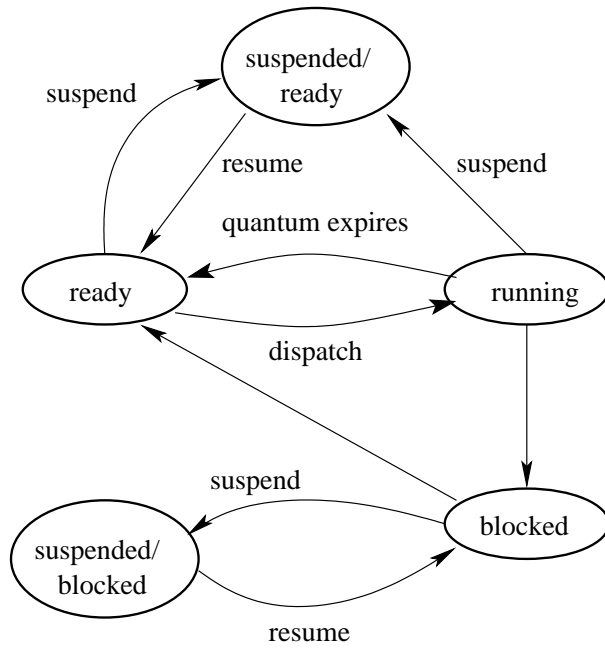 suspended/
ready
suspend
resume
suspend
quantum expires
ready
running
dispatch
suspend
blocked
suspended/
blocked
resume